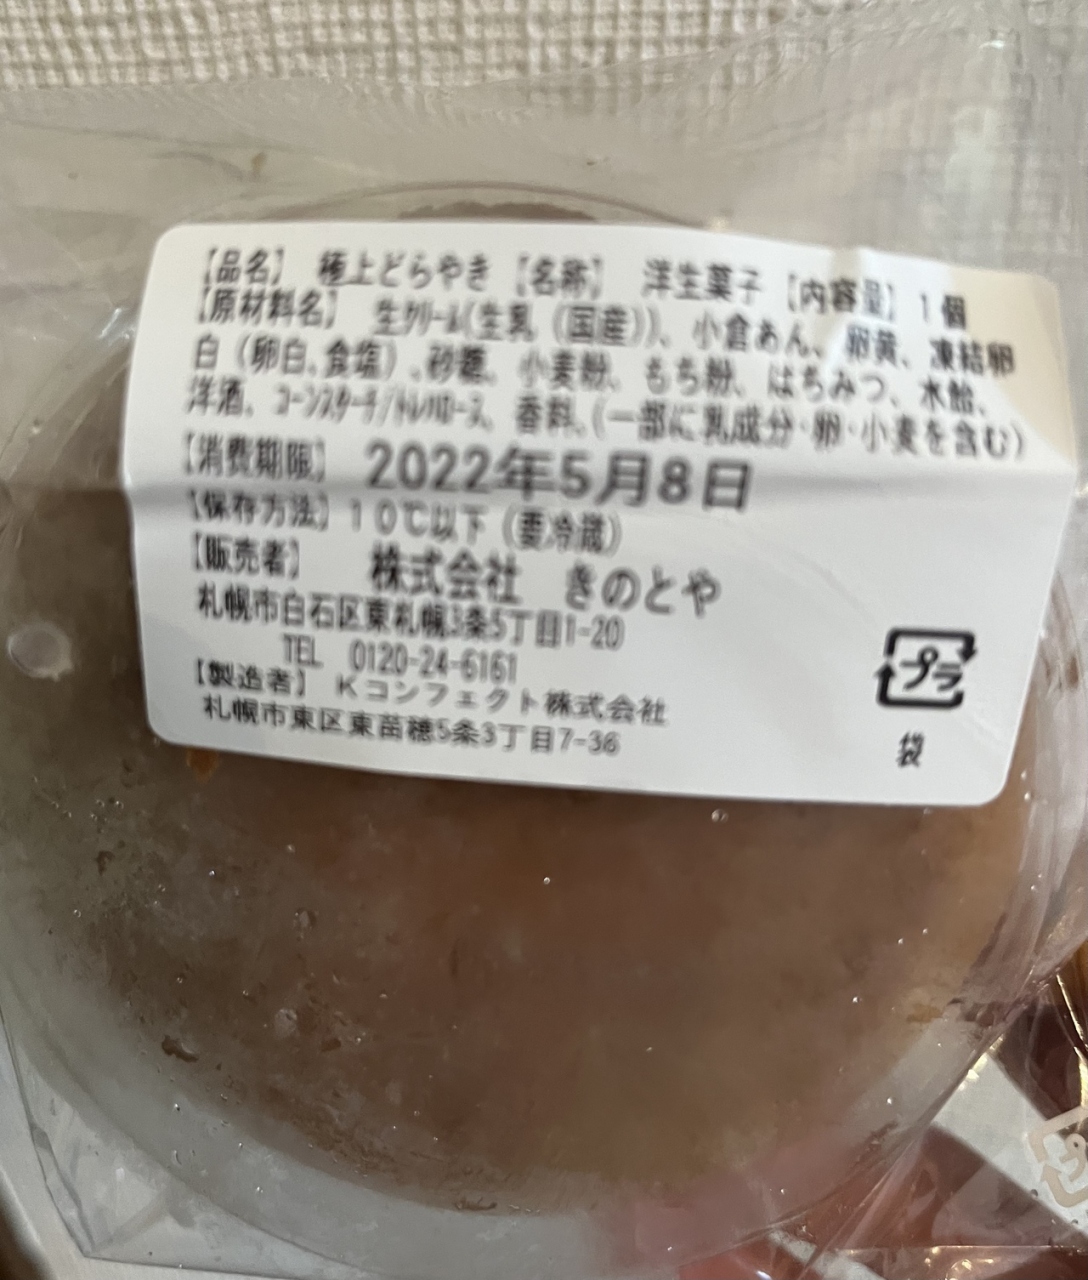 【品名】 極上どらやき 【名称】 洋生菓子 【内容量】 1個
【原材料名】 生クリーム(生乳(国産))、小倉あん、卵黄、凍結卵
白(卵白、食塩)、砂糖、小麦粉、もち粉、はちみつ、水飴、
洋酒、コーンスターチ/トレハロース、香料、(一部に乳成分・卵・小麦を含む)
【消費期限】 2022年5月8日
【保存方法】10℃以下(要冷蔵)
【販売者】 株式会社 きのとや
札幌市白石区東札幌3条5丁目1-20
TEL 0120-24-6161
【製造者】 Kコンフェクト株式会社
札幌市東区東苗穂5条3丁目7-36
プラ
袋
プ